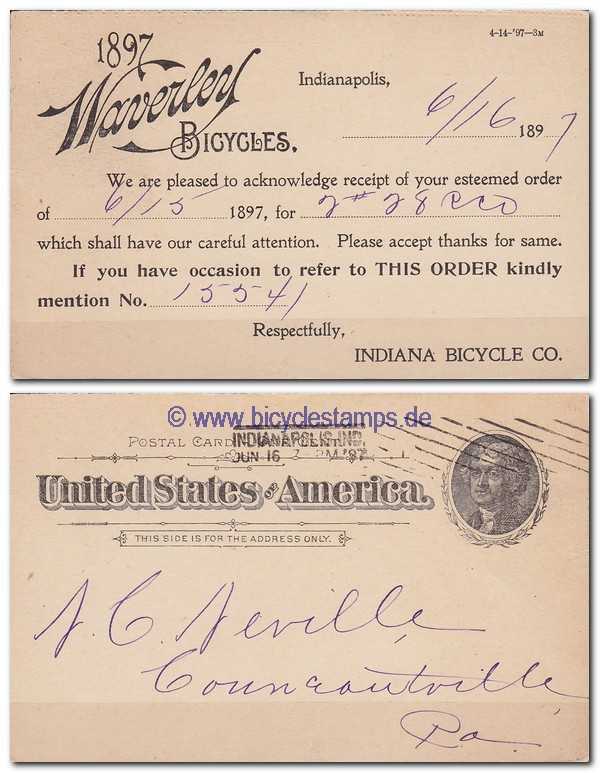 4-14-'97—3M
1897
Waverley
BICYCLES.
Indianapolis, 6/16 1897
We are pleased to acknowledge receipt of your esteemed order
of 6/15 1897, for 2 # 28
which shall have our careful attention. Please accept thanks for same.
If you have occasion to refer to THIS ORDER kindly
mention No. 15541
Respectfully,
INDIANA BICYCLE CO.
© www.bicyclestamps.de
POSTAL CARD
INDIANAPOLIS, IND.
JUN 16 7- PM '97
United States of America.
THIS SIDE IS FOR THE ADDRESS ONLY.
N. C. Neville,
Pa.